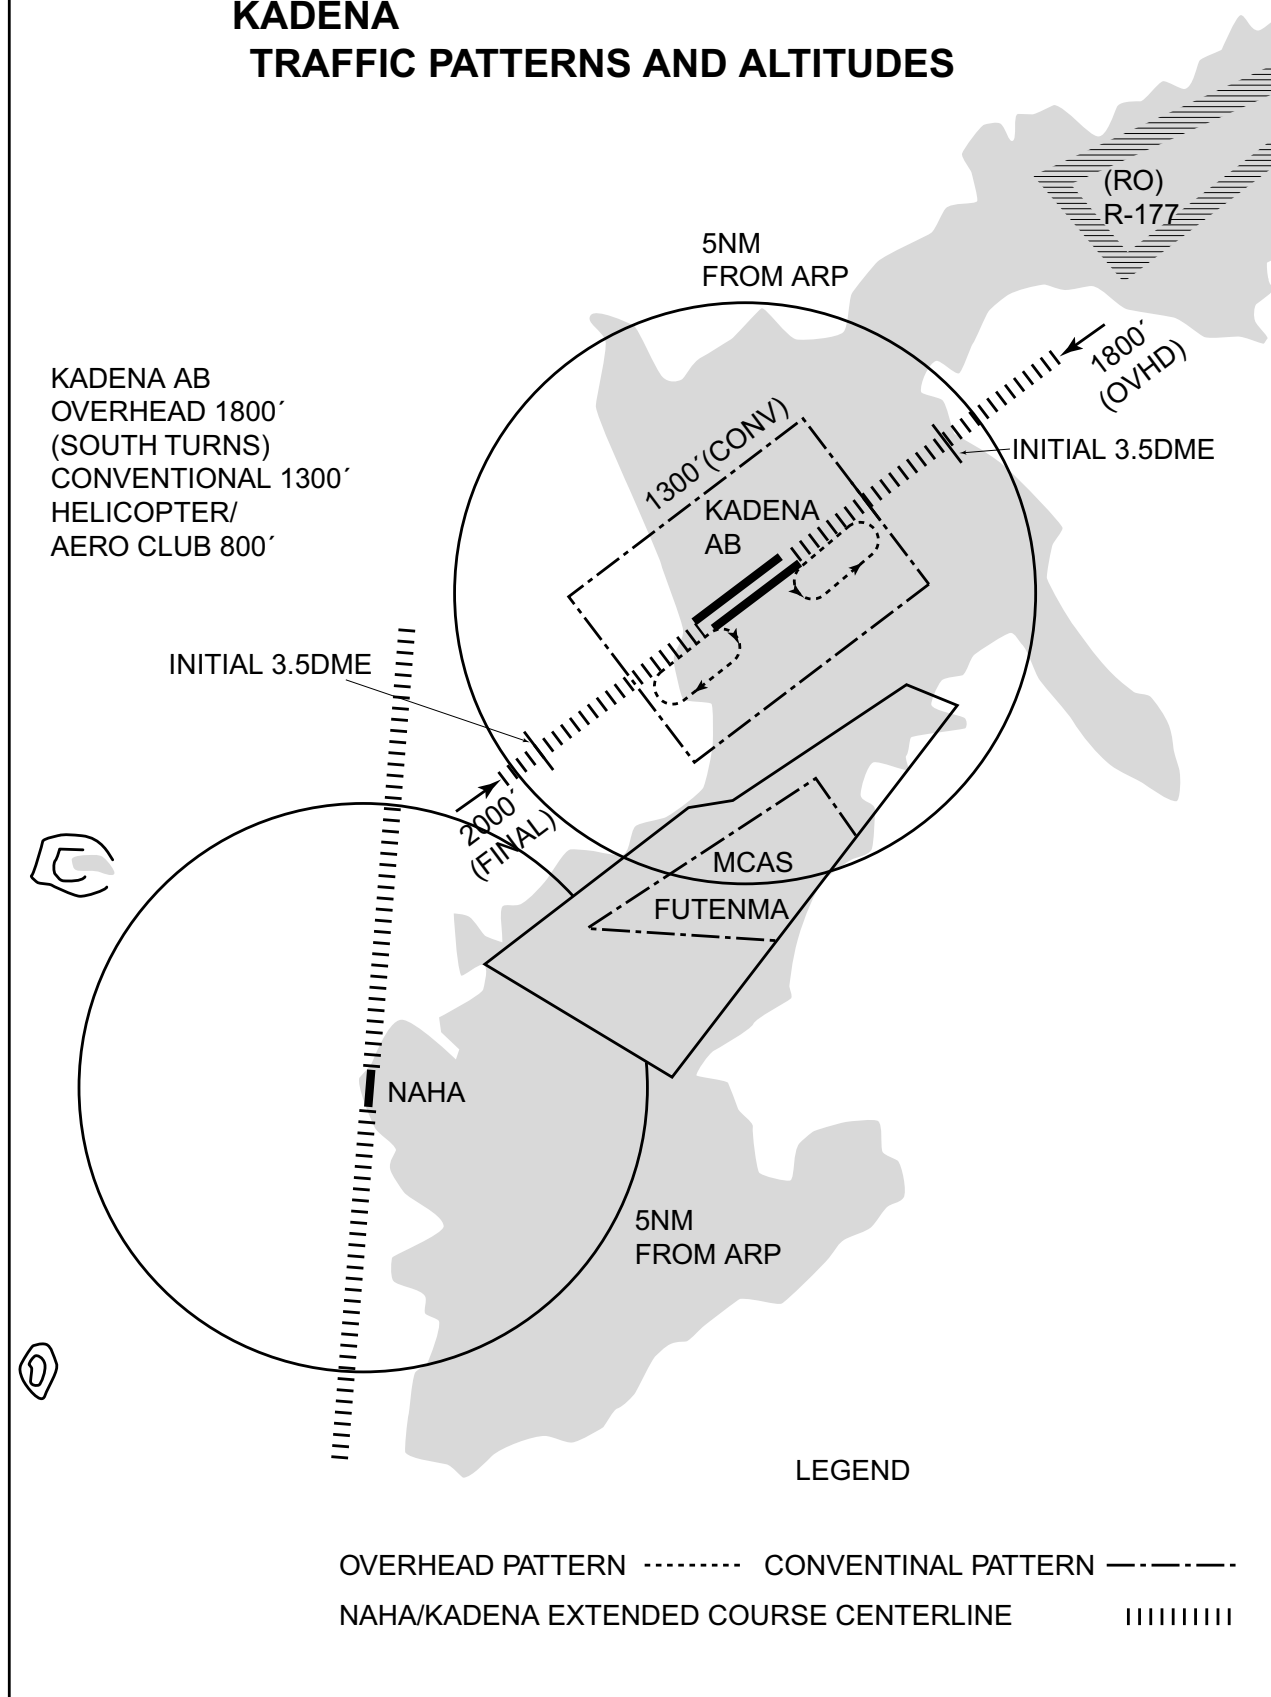 KADENA
TRAFFIC PATTERNS AND ALTITUDES
(RO)
R-177
5NM
FROM ARP
1800´
(OVHD)
KADENA AB
OVERHEAD 1800´
(SOUTH TURNS)
CONVENTIONAL 1300´
HELICOPTER/
AERO CLUB 800´
1300´(CONV)
INITIAL 3.5DME
KADENA
AB
INITIAL 3.5DME
2000´
(FINAL)
MCAS
FUTENMA
NAHA
5NM
FROM ARP
LEGEND
OVERHEAD PATTERN CONVENTINAL PATTERN
NAHA/KADENA EXTENDED COURSE CENTERLINE